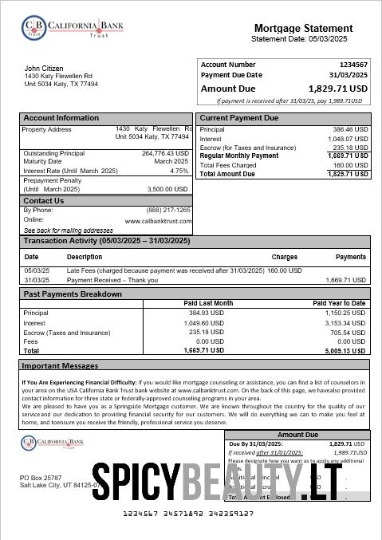 CB CALIFORNIA BANK
Trust
Mortgage Statement
Statement Date: 05/03/2025
John Citizen
1430 Katy Flewellen Rd
Unit 5034 Katy, TX 77494
Account Number 1234567
Payment Due Date 31/03/2025
Amount Due 1,829.71 USD
If payment is received after 31/03/25, pay 1,989.71USD
Account Information
Property Address 1430 Katy Flewellen Rd
Unit 5034 Katy, TX 77494
Outstanding Principal 264,776.43 USD
Maturity Date March 2025
Interest Rate (Until March 2025) 4.75%
Prepayment Penalty
(Until March 2025) 3,500.00 USD
Contact Us
By Phone: (888) 217-1265
Online: www.calbanktrust.com
See back for mailing addresses
Current Payment Due
Principal 386.46 USD
Interest 1,048.07 USD
Escrow (for Taxes and Insurance) 235.18 USD
Regular Monthly Payment 1,669.71 USD
Total Fees Charged 160.00 USD
Total Amount Due 1,829.71 USD
Transaction Activity (05/03/2025 – 31/03/2025)
Date Description Charges Payments
05/03/25 Late Fees (charged because payment was received after 31/03/2025) 160.00 USD
31/03/25 Payment Received – Thank you 1,669.71 USD
Past Payments Breakdown
Paid Last Month Paid Year to Date
Principal 384.93 USD 1,150.25 USD
Interest 1,049.60 USD 3,153.34 USD
Escrow (Taxes and Insurance) 235.18 USD 705.54 USD
Fees 0.00 USD 0.00 USD
Total 1,669.71 USD 5,009.13 USD
Important Messages
If You Are Experiencing Financial Difficulty: if you would like mortgage counseling or assistance, you can find a list of counselors in
your area on the USA California Bank Trust bank website at www.calbanktrust.com. On the back of this page, we havealso provided
contact information for three state or federally-approved counseling programs in your area.
We are pleased to have you as a Springside Mortgage customer. We are known throughout the country for the quality of our
service and our dedication to providing financial security for our customers. We will do everything we can to make you feel at
home, and to ensure you receive the friendly, professional service you deserve.
CB CALIFORNIA BANK
Trust
Amount Due
Due By 31/03/2025: 1,829.71 USD
If received after 31/03/25: 1,989.71USD
Please designate how you want us to apply any additional
PO Box 25787
Salt Lake City, UT 84125-0
Total Amount Enclosed
SPICYBEAUTY.LT
1234567 34571892 342359127